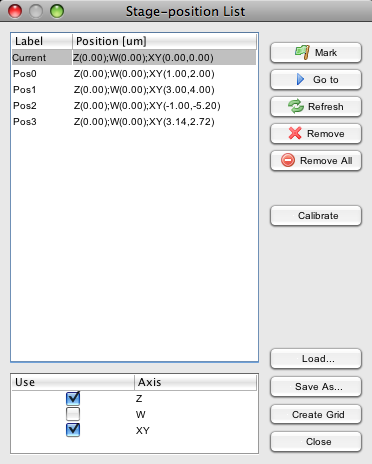 Stage-position List
Label Position [um]
Current Z(0.00);W(0.00);XY(0.00,0.00)
Pos0 Z(0.00);W(0.00);XY(1.00,2.00)
Pos1 Z(0.00);W(0.00);XY(3.00,4.00)
Pos2 Z(0.00);W(0.00);XY(-1.00,-5.20)
Pos3 Z(0.00);W(0.00);XY(3.14,2.72)
Mark
Go to
Refresh
Remove
Remove All
Calibrate
Load...
Save As...
Create Grid
Close
Use Axis
Z
W
XY